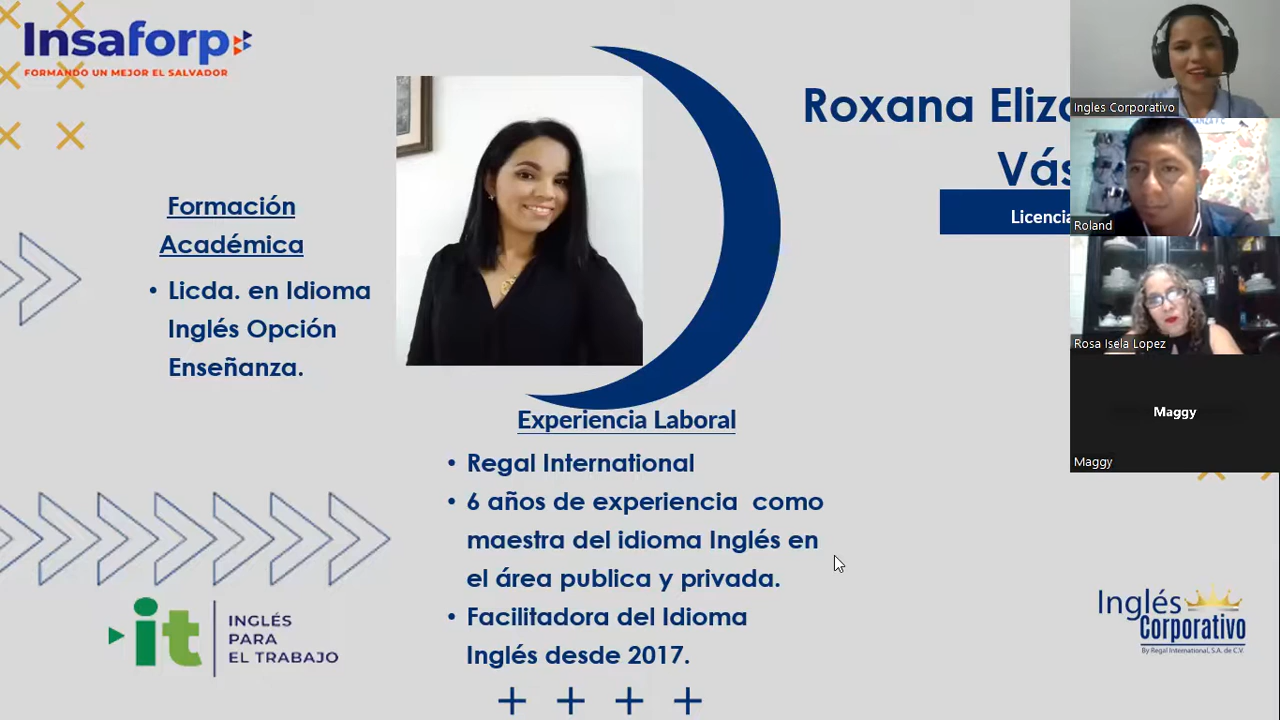 Insaforp
FORMANDO UN MEJOR EL SALVADOR
Roxana
Formación
Académica
• Licda. en Idioma
Inglés Opción
Enseñanza.
Experiencia Laboral
• Regal International
• 6 años de experiencia como
maestra del idioma Inglés en
el área publica y privada.
• Facilitadora del Idioma
Inglés desde 2017.
it
INGLÉS
PARA
EL TRABAJO
Inglés
Corporativo
By Regal International, S.A. de C.V.
Ingles Corporativo
Roland
Rosa Isela Lopez
Maggy
Maggy